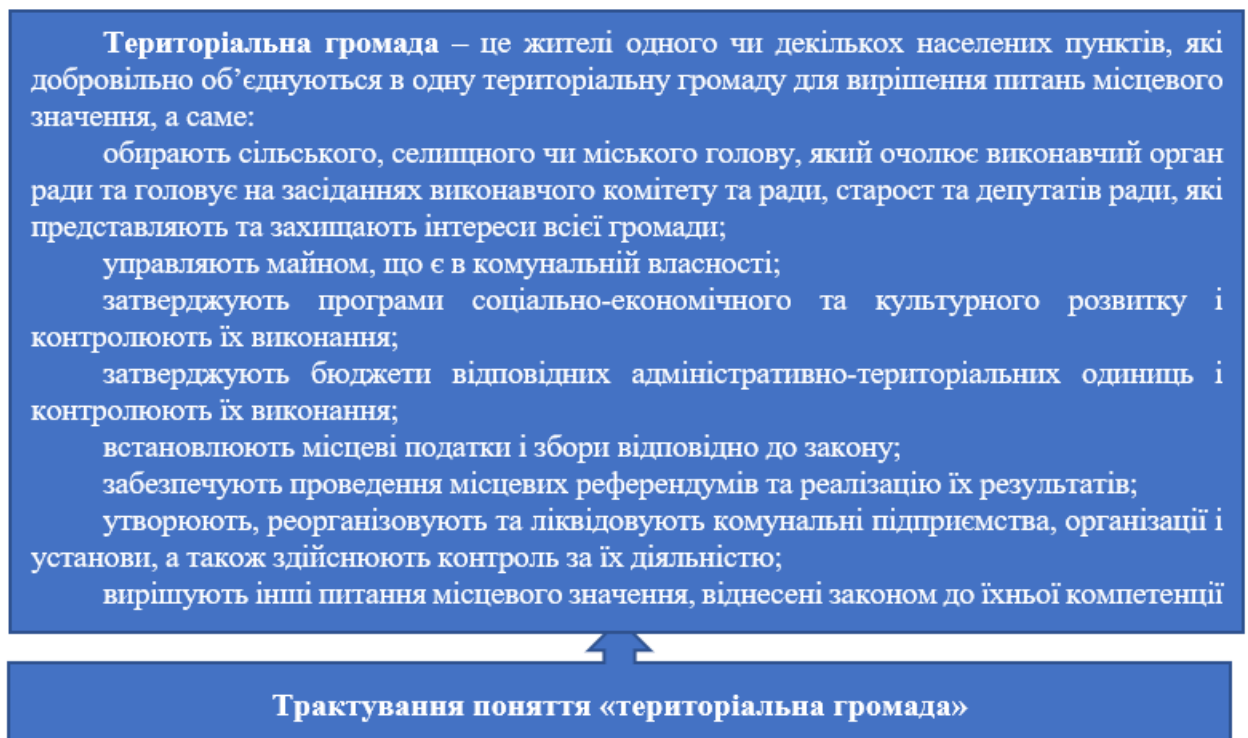 Територіальна громада – це жителі одного чи декількох населених пунктів, які
добровільно об’єднуються в одну територіальну громаду для вирішення питань місцевого
значення, а саме:
обирають сільського, селищного чи міського голову, який очолює виконавчий орган
ради та головує на засіданнях виконавчого комітету та ради, старост та депутатів ради, які
представляють та захищають інтереси всієї громади;
управляють майном, що є в комунальній власності;
затверджують програми соціально-економічного та культурного розвитку і
контролюють їх виконання;
затверджують бюджети відповідних адміністративно-територіальних одиниць і
контролюють їх виконання;
встановлюють місцеві податки і збори відповідно до закону;
забезпечують проведення місцевих референдумів та реалізацію їх результатів;
утворюють, реорганізовують та ліквідовують комунальні підприємства, організації і
установи, а також здійснюють контроль за їх діяльністю;
вирішують інші питання місцевого значення, віднесені законом до їхньої компетенції
Трактування поняття «територіальна громада»